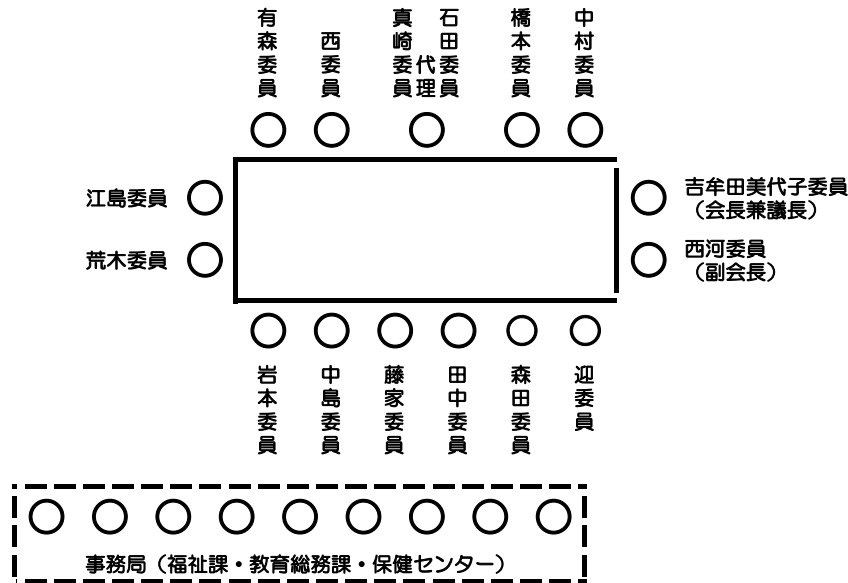 有森委員
西委員
真崎委員
代理
石田委員
橋本委員
中村委員
江島委員
荒木委員
吉牟田美代子委員
（会長兼議長）
西河委員
（副会長）
岩本委員
中島委員
藤家委員
田中委員
森田委員
迎委員
事務局（福祉課・教育総務課・保健センター）